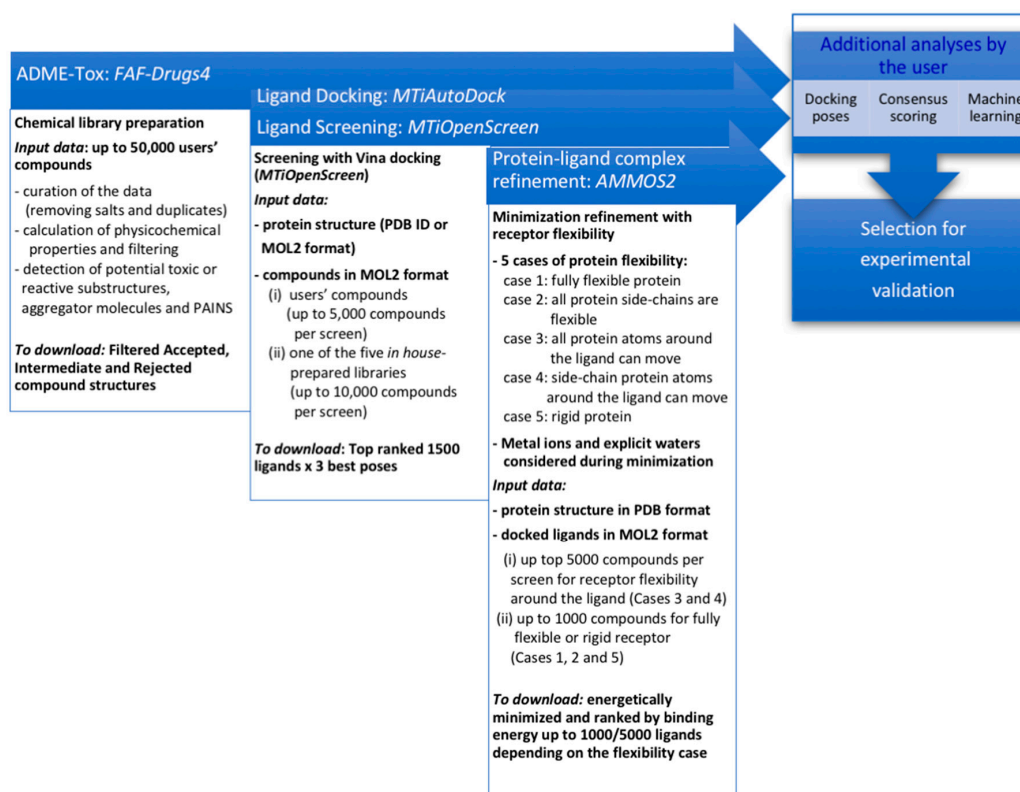 ADME-Tox: FAF-Drugs4
Chemical library preparation
Input data: up to 50,000 users'
compounds
- curation of the data
(removing salts and duplicates)
- calculation of physicochemical
properties and filtering
- detection of potential toxic or
reactive substructures,
aggregator molecules and PAINS
To download: Filtered Accepted,
Intermediate and Rejected
compound structures
Ligand Docking: MTiAutoDock
Ligand Screening: MTiOpenScreen
Screening with Vina docking
(MTiOpenScreen)
Input data:
- protein structure (PDB ID or
MOL2 format)
- compounds in MOL2 format
(i) users' compounds
(up to 5,000 compounds
per screen)
(ii) one of the five in house-
prepared libraries
(up to 10,000 compounds
per screen)
To download: Top ranked 1500
ligands x 3 best poses
Protein-ligand complex
refinement: AMMOS2
Minimization refinement with
receptor flexibility
- 5 cases of protein flexibility:
case 1: fully flexible protein
case 2: all protein side-chains are
flexible
case 3: all protein atoms around
the ligand can move
case 4: side-chain protein atoms
around the ligand can move
case 5: rigid protein
- Metal ions and explicit waters
considered during minimization
Input data:
- protein structure in PDB format
- docked ligands in MOL2 format
(i) up top 5000 compounds per
screen for receptor flexibility
around the ligand (Cases 3 and 4)
(ii) up to 1000 compounds for fully
flexible or rigid receptor
(Cases 1, 2 and 5)
To download: energetically
minimized and ranked by binding
energy up to 1000/5000 ligands
depending on the flexibility case
Additional analyses by
the user
Docking
poses
Consensus
scoring
Machine
learning
Selection for
experimental
validation